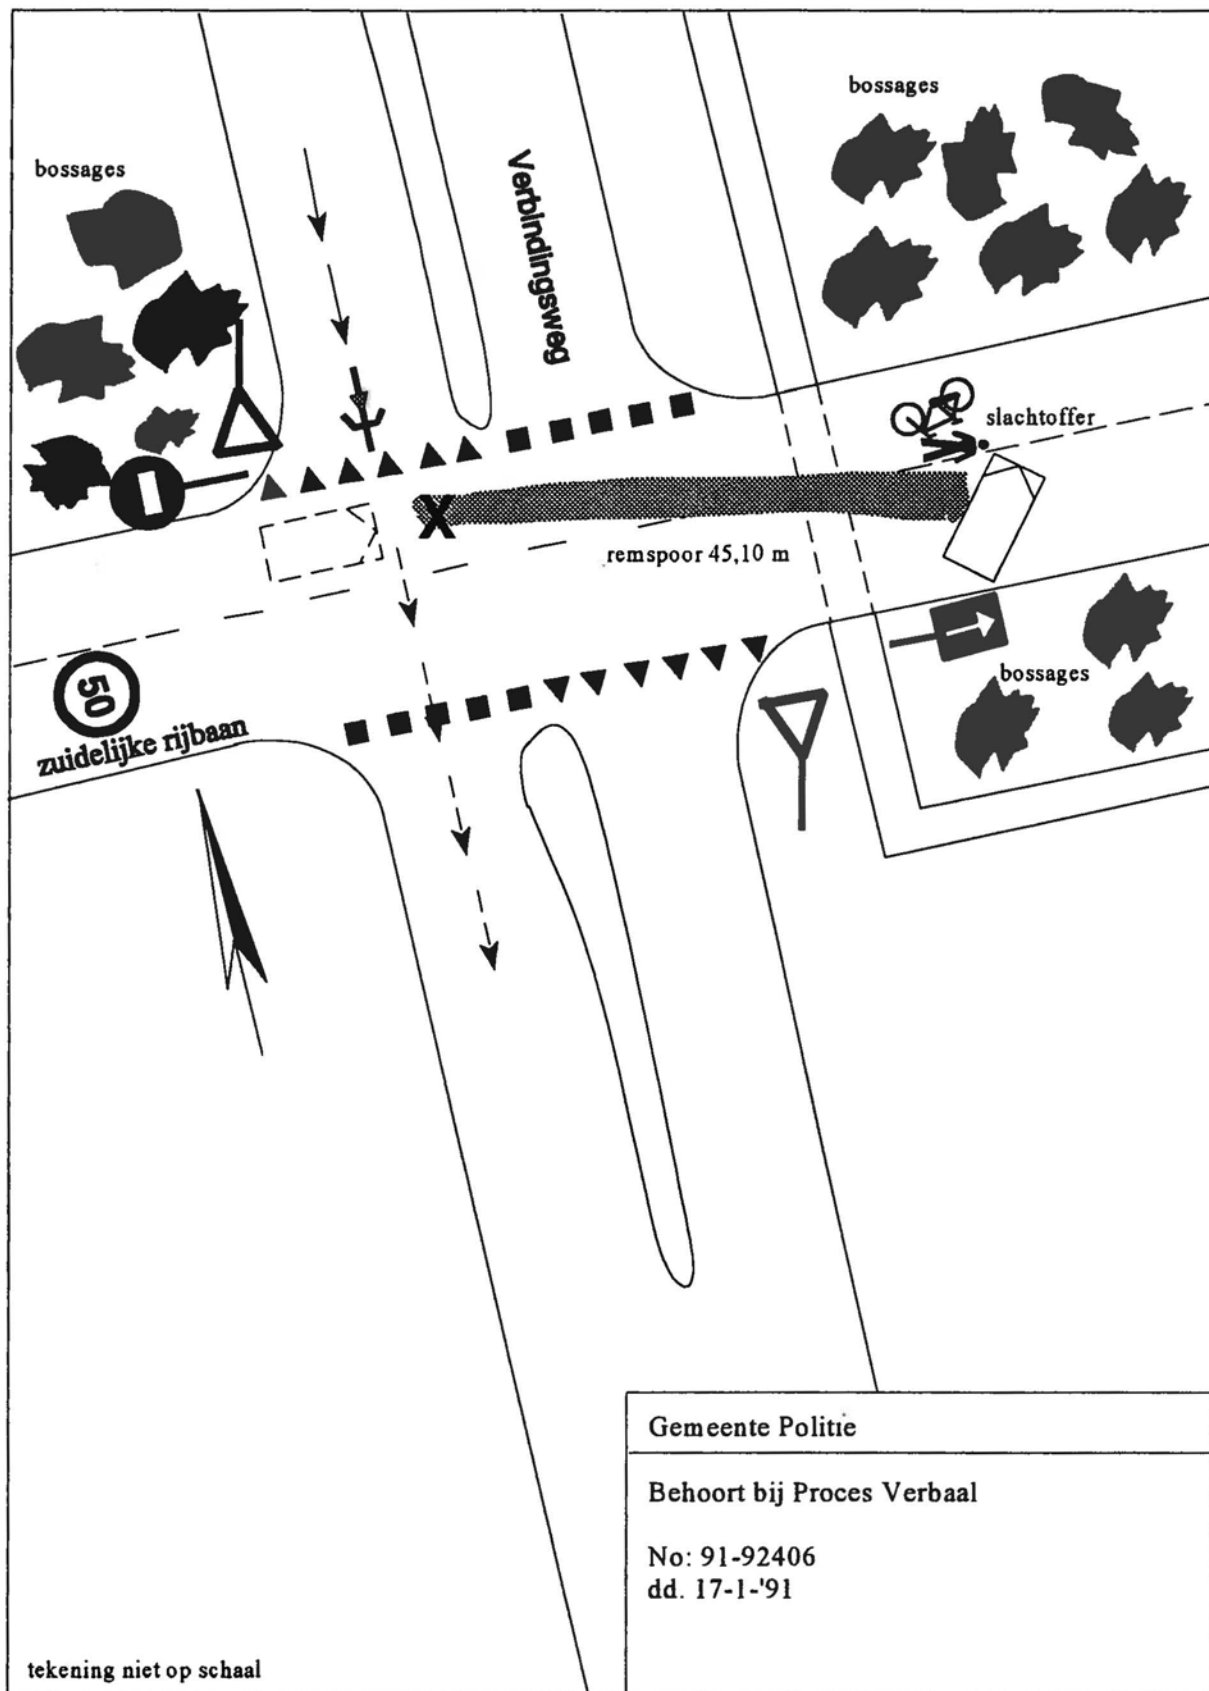 bossages
bossages
Verbindingsweg
slachtoffer
X
remspoor 45,10 m
50
zuidelijke rijbaan
bossages
Gemeente Politie
Behoort bij Proces Verbaal
No: 91-92406
dd. 17-1-'91
tekening niet op schaal